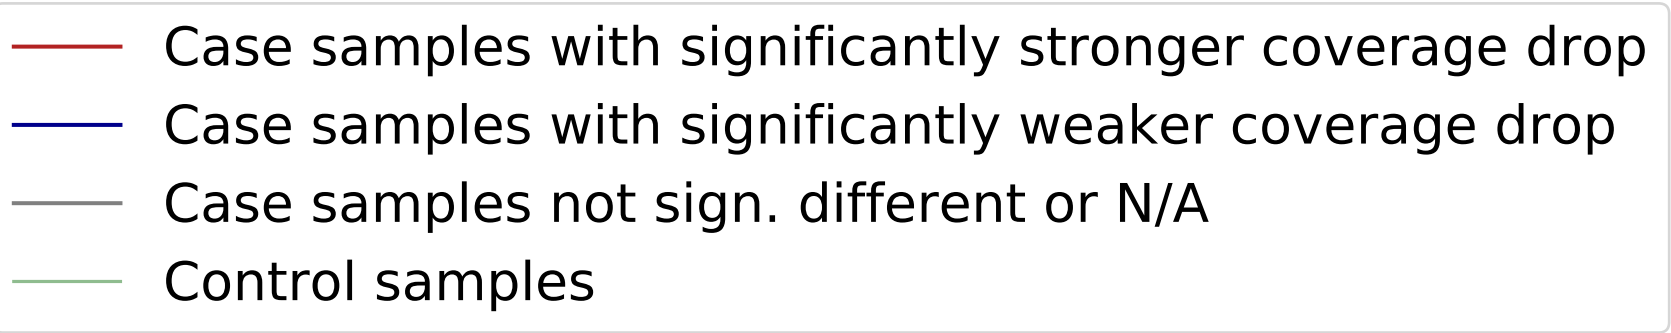 Case samples with significantly stronger coverage drop
Case samples with significantly weaker coverage drop
Case samples not sign. different or N/A
Control samples